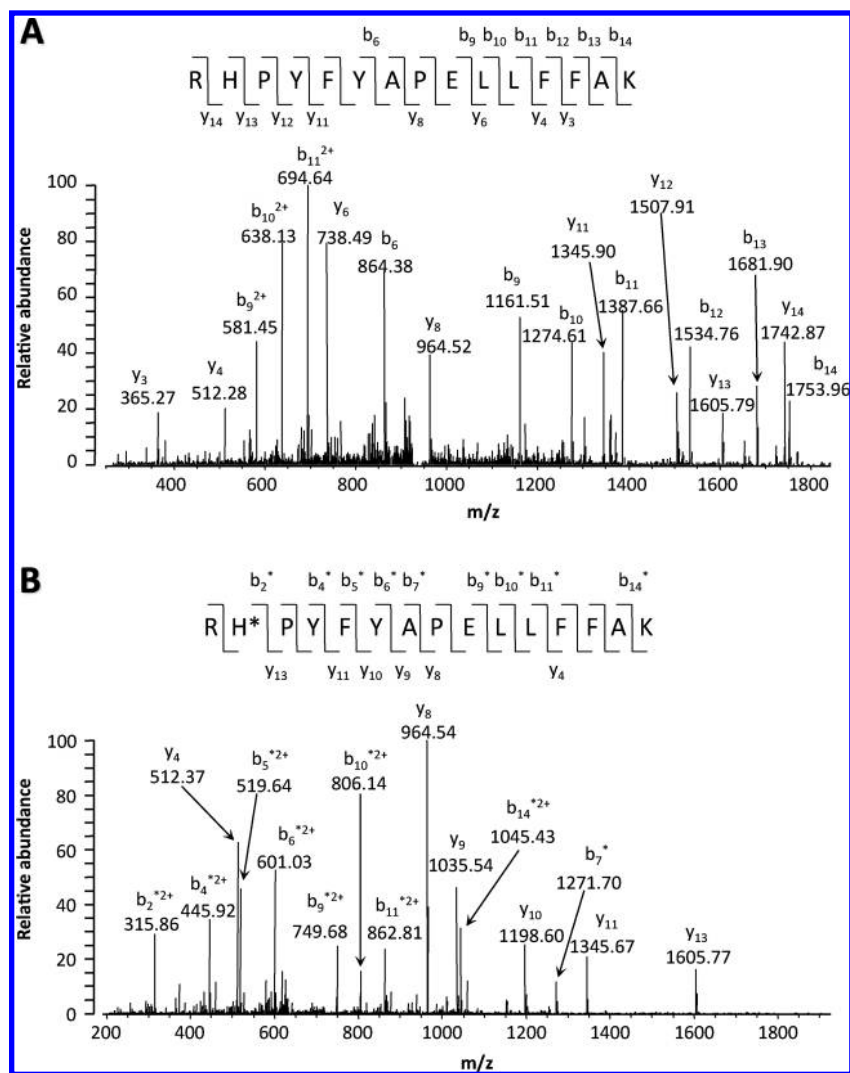 A
b6 b9 b10 b11 b12 b13 b14
R H P Y F Y A P E L L F F A K
y14 y13 y12 y11 y8 y6 y4 y3
b11 2+
694.64
b10 2+
638.13
y6
738.49
b6
864.38
b9 2+
581.45
y3
365.27
y4
512.28
y8
964.52
b9
1161.51
b10
1274.61
y11
1345.90
b11
1387.66
y12
1507.91
b12
1534.76
y13
1605.79
b13
1681.90
y14
1742.87
b14
1753.96
Relative abundance
100
80
60
40
20
0
400 600 800 1000 1200 1400 1600 1800
m/z
B
b2* b4* b5* b6* b7* b9* b10* b11* b14*
R H* P Y F Y A P E L L F F A K
y13 y11 y10 y9 y8 y4
y8
964.54
y4
512.37
b5*2+
519.64
b10*2+
806.14
b6*2+
601.03
b2*2+
315.86
b4*2+
445.92
b9*2+
749.68
b11*2+
862.81
y9
1035.54
b14*2+
1045.43
y10
1198.60
b7*
1271.70
y11
1345.67
y13
1605.77
Relative abundance
100
80
60
40
20
0
200 400 600 800 1000 1200 1400 1600 1800
m/z